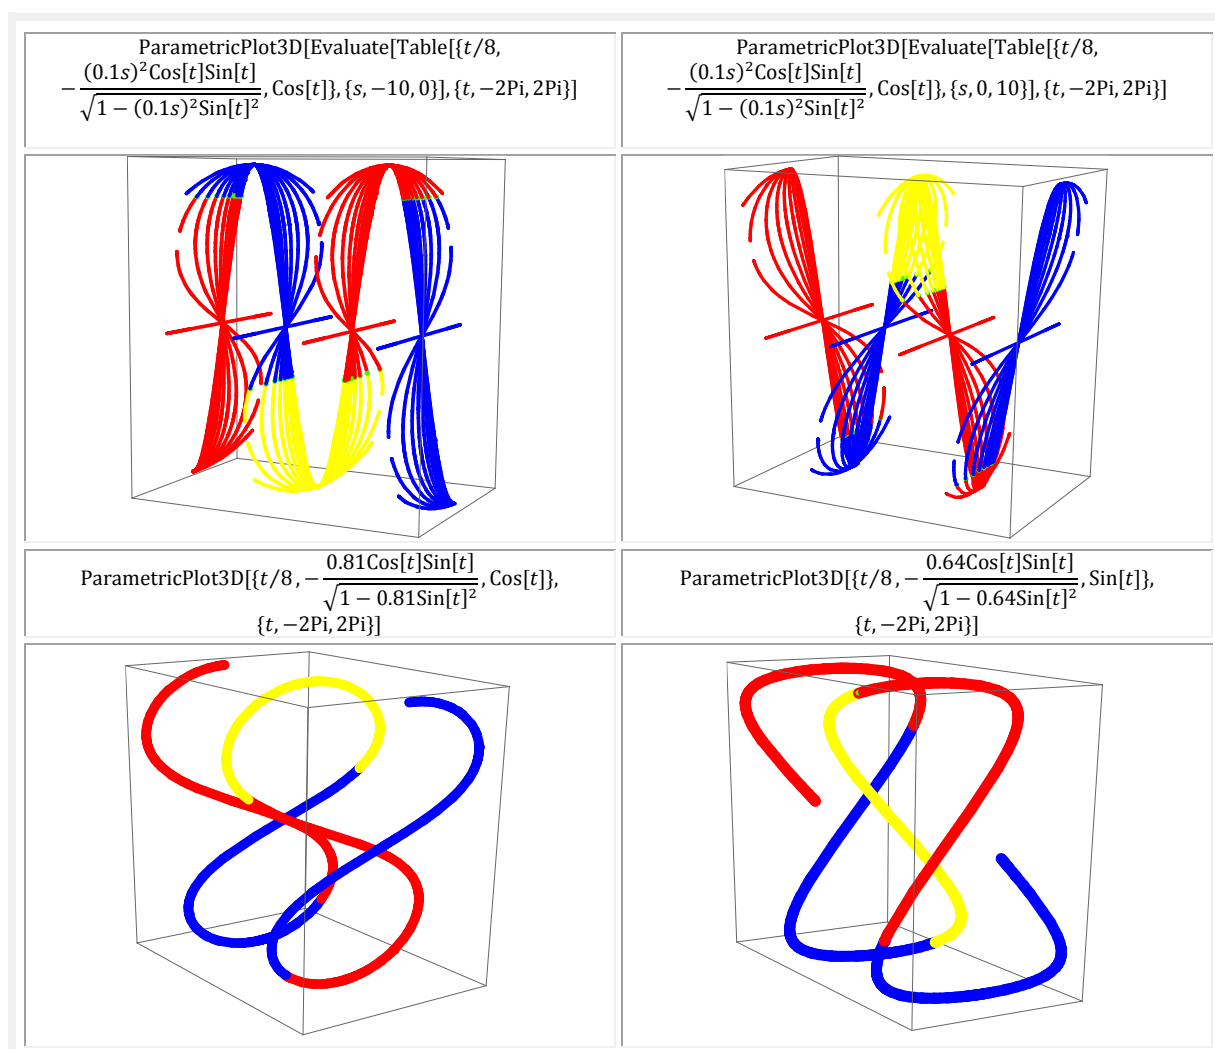 ParametricPlot3D[Evaluate[Table[{t/8,
−(0.1s)²Cos[t]Sin[t]/√(1 − (0.1s)²Sin[t]²), Cos[t]}, {s, −10, 0}], {t, −2Pi, 2Pi}]
ParametricPlot3D[Evaluate[Table[{t/8,
−(0.1s)²Cos[t]Sin[t]/√(1 − (0.1s)²Sin[t]²), Cos[t]}, {s, 0, 10}], {t, −2Pi, 2Pi}]
ParametricPlot3D[{t/8, −0.81Cos[t]Sin[t]/√(1 − 0.81Sin[t]²), Cos[t]},
{t, −2Pi, 2Pi}]
ParametricPlot3D[{t/8, −0.64Cos[t]Sin[t]/√(1 − 0.64Sin[t]²), Sin[t]},
{t, −2Pi, 2Pi}]